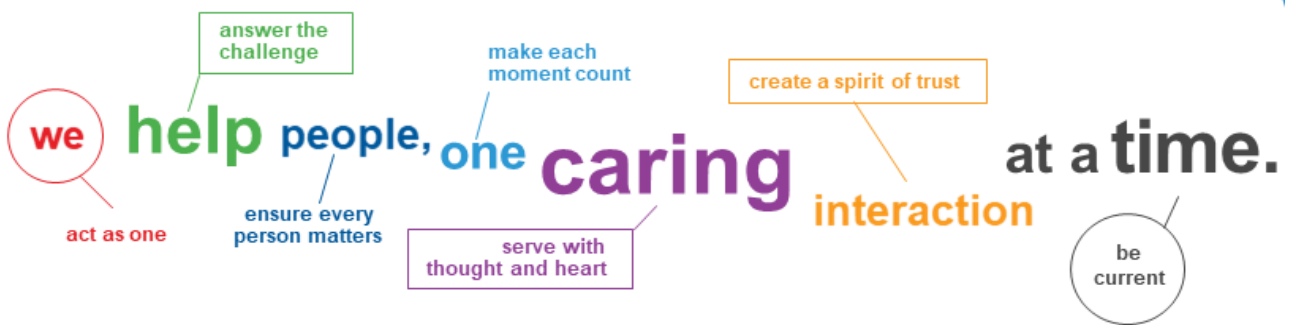 we help people, one caring interaction at a time.
answer the
challenge
make each
moment count
create a spirit of trust
act as one
ensure every
person matters
serve with
thought and heart
be
current